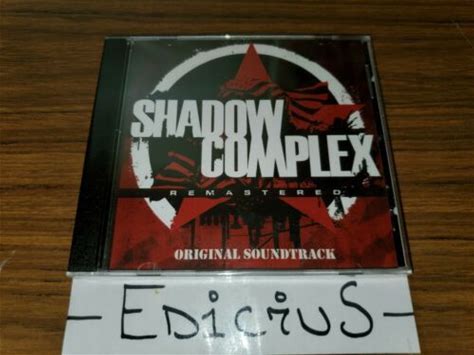 SHADOW
COMPLEX
REMASTERED
ORIGINAL SOUNDTRACK
- EDiCiUS -